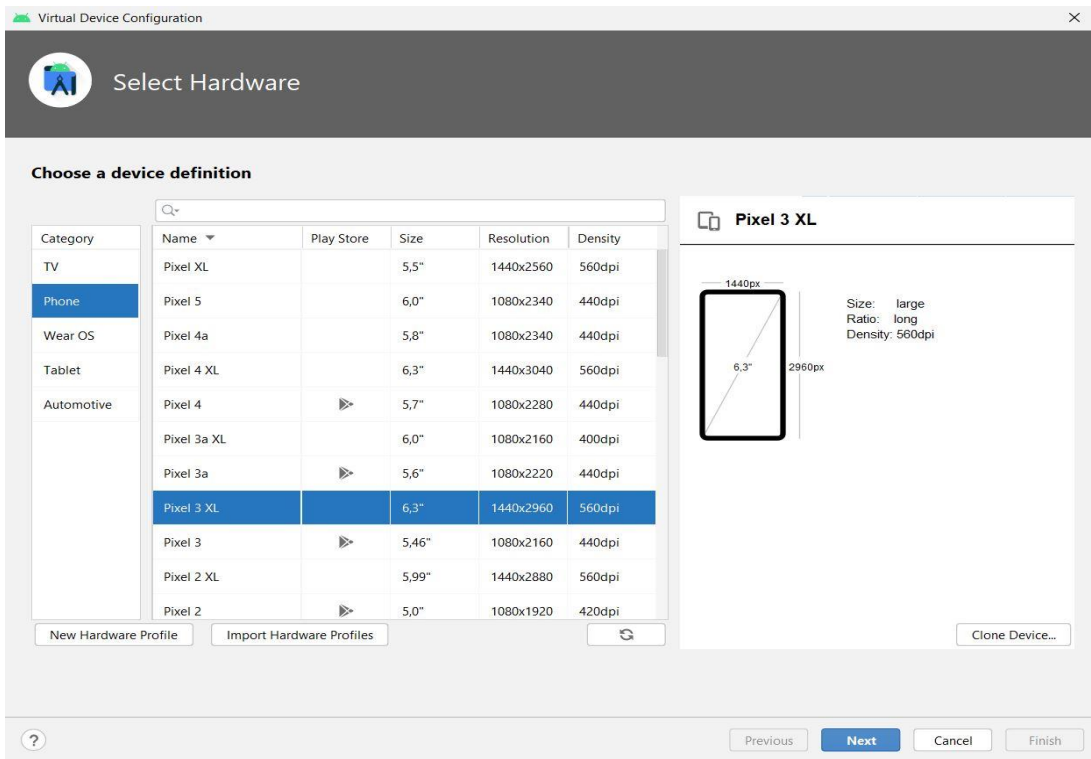 Virtual Device Configuration
Select Hardware
Choose a device definition
Category
TV
Phone
Wear OS
Tablet
Automotive
Name Play Store Size Resolution Density
Pixel XL 5,5" 1440x2560 560dpi
Pixel 5 6,0" 1080x2340 440dpi
Pixel 4a 5,8" 1080x2340 440dpi
Pixel 4 XL 6,3" 1440x3040 560dpi
Pixel 4 5,7" 1080x2280 440dpi
Pixel 3a XL 6,0" 1080x2160 400dpi
Pixel 3a 5,6" 1080x2220 440dpi
Pixel 3 XL 6,3" 1440x2960 560dpi
Pixel 3 5,46" 1080x2160 440dpi
Pixel 2 XL 5,99" 1440x2880 560dpi
Pixel 2 5,0" 1080x1920 420dpi
New Hardware Profile Import Hardware Profiles
Pixel 3 XL
1440px
6,3"
2960px
Size: large
Ratio: long
Density: 560dpi
Clone Device...
? Previous Next Cancel Finish